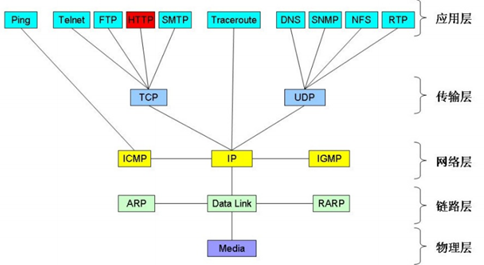 Ping Telnet FTP HTTP SMTP Traceroute DNS SNMP NFS RTP 应用层
TCP UDP 传输层
ICMP IP IGMP 网络层
ARP Data Link RARP 链路层
Media 物理层